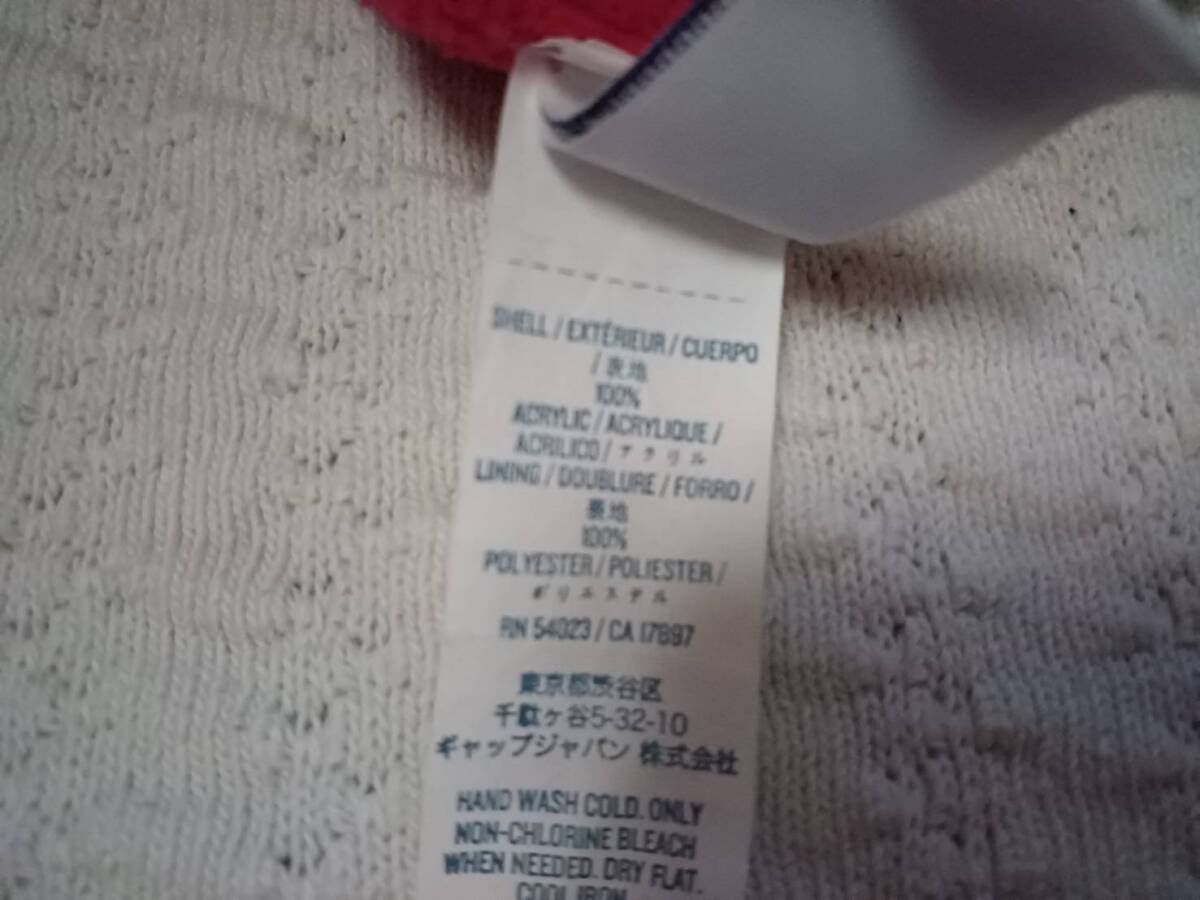 SHELL / EXTÉRIEUR / CUERPO
/ 表地
100%
ACRYLIC / ACRYLIQUE /
ACRILICO / アクリル
LINING / DOUBLURE / FORRO /
裏地
100%
POLYESTER / POLIESTER /
ポリエステル
RN 54023 / CA 17897
東京都渋谷区
千駄ヶ谷5-32-10
ギャップジャパン 株式会社
HAND WASH COLD. ONLY
NON-CHLORINE BLEACH
WHEN NEEDED. DRY FLAT.
COOL IRON